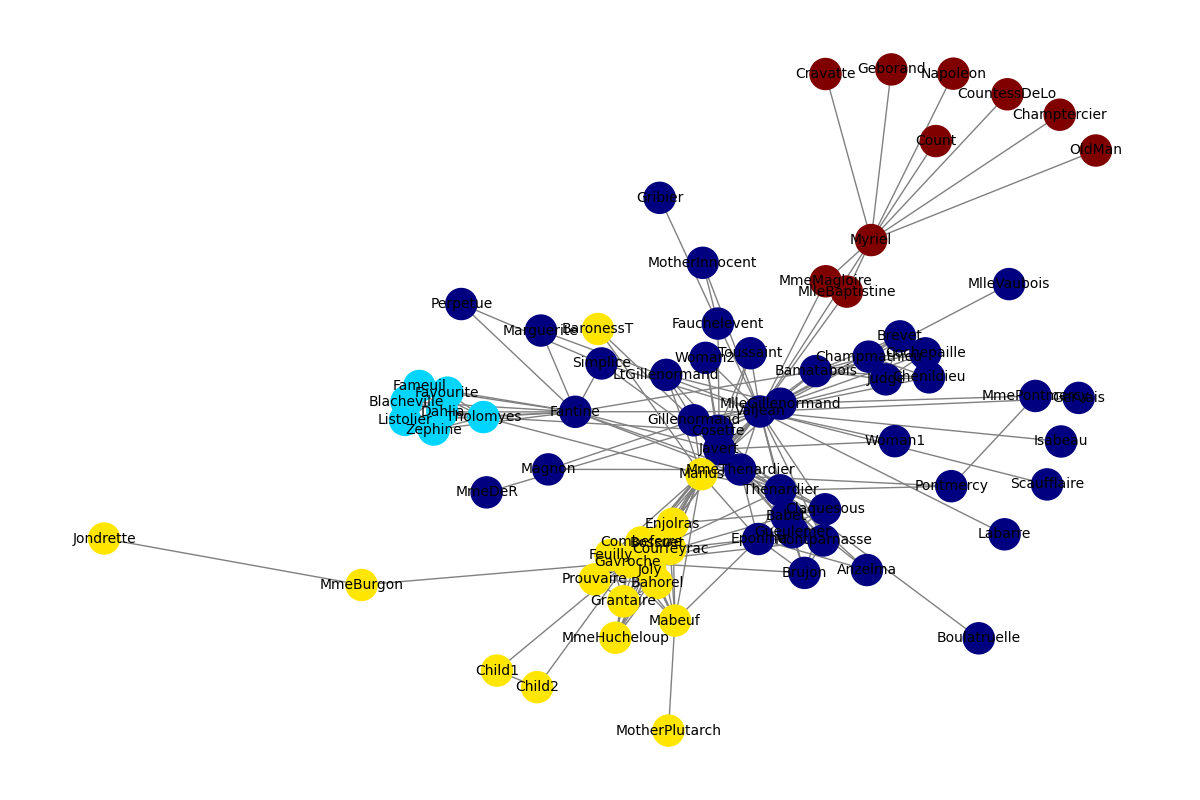 Cravatte
Geborand
Napoleon
CountessDeLo
Champtercier
Count
OldMan
Gribier
Myriel
MotherInnocent
MmeMagloire
MlleBaptistine
MlleVaubois
Perpetue
Marguerite
BaronessT
Fauchelevent
Brevet
Simplice
Woman2
Toussaint
Champmathieu
Cochepaille
LtGillenormand
Bamatabois
Judge
Chenildieu
Fameuil
Favourite
Blacheville
Dahlia
Listolier
Zephine
Tholomyes
Fantine
MlleGillenormand
Valjean
MmePontmercy
Gervais
Gillenormand
Cosette
Javert
Woman1
Isabeau
Magnon
Marius
MmeThenardier
MmeDeR
Thenardier
Pontmercy
Scaufflaire
Jondrette
Enjolras
Babet
Claquesous
Gueulemer
Labarre
Combeferre
Bossuet
Courfeyrac
Eponine
Montparnasse
Feuilly
Gavroche
Joly
MmeBurgon
Prouvaire
Bahorel
Brujon
Anzelma
Grantaire
Mabeuf
MmeHucheloup
Boulatruelle
Child1
Child2
MotherPlutarch